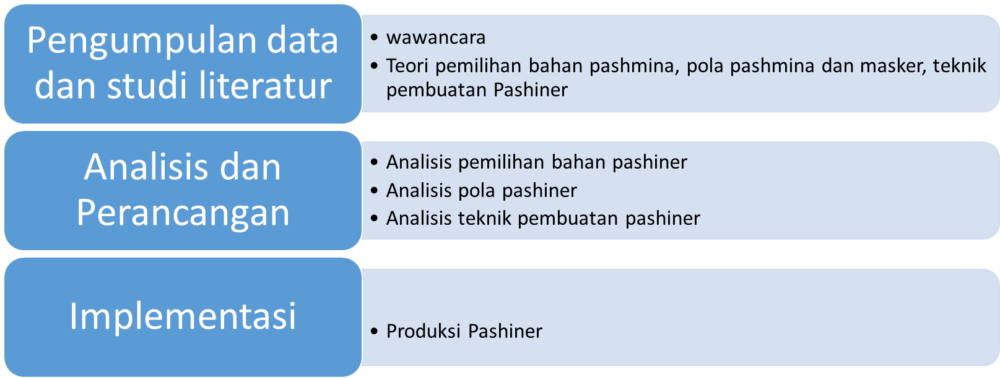 Pengumpulan data
dan studi literatur
• wawancara
• Teori pemilihan bahan pashmina, pola pashmina dan masker, teknik
pembuatan Pashiner
Analisis dan
Perancangan
• Analisis pemilihan bahan pashiner
• Analisis pola pashiner
• Analisis teknik pembuatan pashiner
Implementasi
• Produksi Pashiner